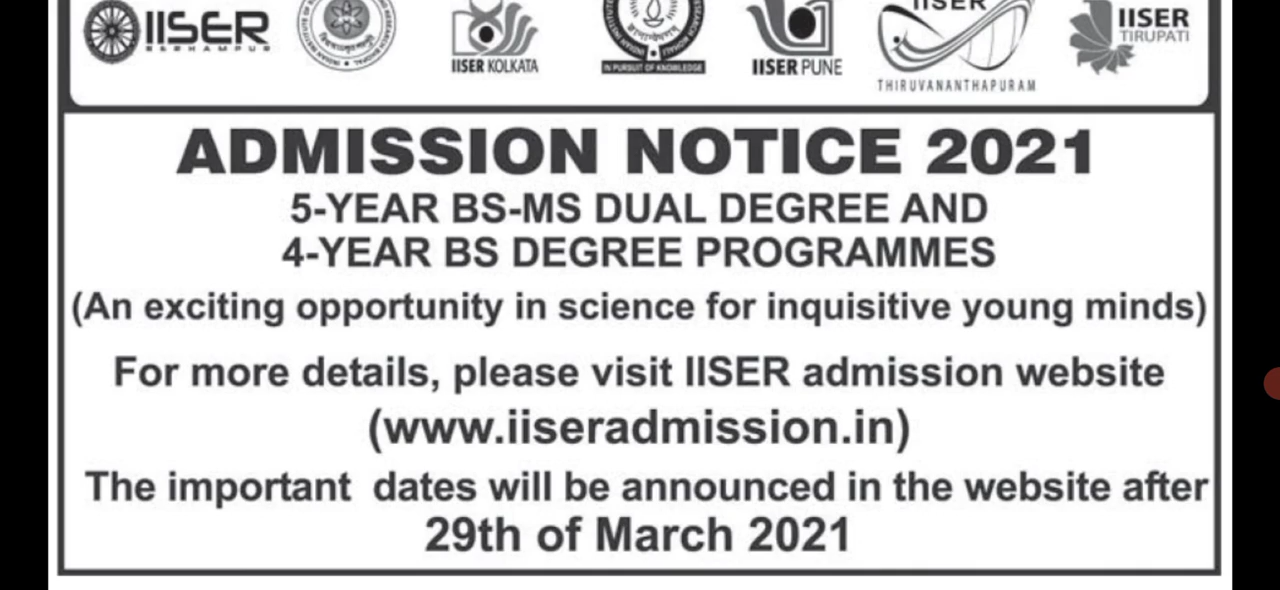 IISER
BERHAMPUR
IISER KOLKATA
IN PURSUIT OF KNOWLEDGE
IISER PUNE
IISER
THIRUVANANTHAPURAM
IISER
TIRUPATI
ADMISSION NOTICE 2021
5-YEAR BS-MS DUAL DEGREE AND
4-YEAR BS DEGREE PROGRAMMES
(An exciting opportunity in science for inquisitive young minds)
For more details, please visit IISER admission website
(www.iiseradmission.in)
The important dates will be announced in the website after
29th of March 2021